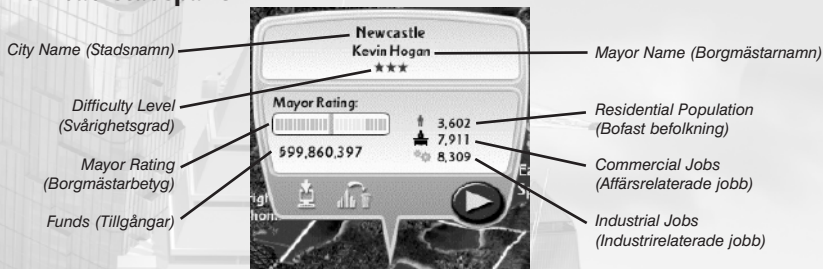 City Name (Stadsnamn)
Difficulty Level
(Svårighetsgrad)
Mayor Rating
(Borgmästarbetyg)
Funds (Tillgångar)
Newcastle
Kevin Hogan
★★★
Mayor Rating:
599,860,397
3,602
7,911
8,309
Mayor Name (Borgmästarnamn)
Residential Population
(Bofast befolkning)
Commercial Jobs
(Affärsrelaterade jobb)
Industrial Jobs
(Industrirelaterade jobb)